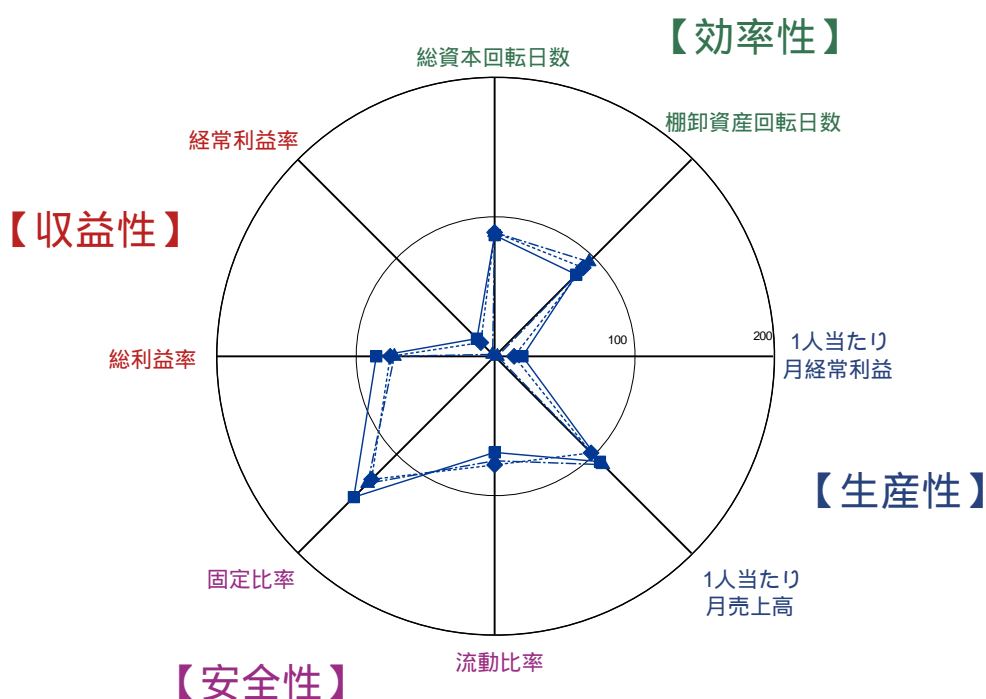 【効率性】
総資本回転日数
棚卸資産回転日数
経常利益率
【収益性】
100
200
1人当たり
月経常利益
総利益率
【生産性】
固定比率
1人当たり
月売上高
流動比率
【安全性】